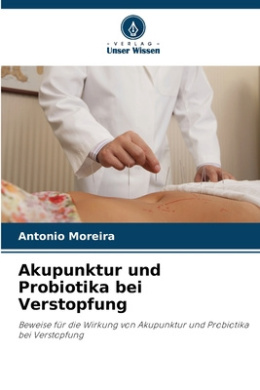 - VERLAG -
Unser Wissen
Antonio Moreira
Akupunktur und
Probiotika bei
Verstopfung
Beweise für die Wirkung von Akupunktur und Probiotika
bei Verstopfung